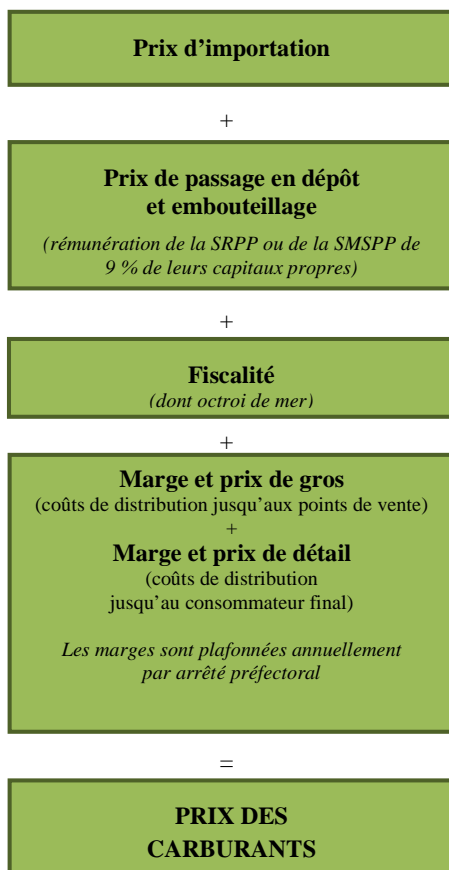 Prix d’importation
+
Prix de passage en dépôt
et embouteillage
(rémunération de la SRPP ou de la SMSPP de
9 % de leurs capitaux propres)
+
Fiscalité
(dont octroi de mer)
+
Marge et prix de gros
(coûts de distribution jusqu’aux points de vente)
+
Marge et prix de détail
(coûts de distribution
jusqu’au consommateur final)
Les marges sont plafonnées annuellement
par arrêté préfectoral
=
PRIX DES
CARBURANTS